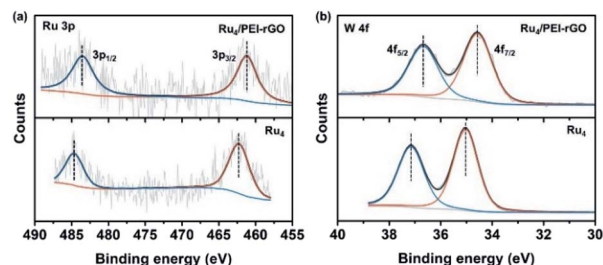 (a)
Ru 3p
Ru₄/PEI-rGO
3p₁/₂
3p₃/₂
Ru₄
Counts
490 485 480 475 470 465 460 455
Binding energy (eV)
(b)
W 4f
Ru₄/PEI-rGO
4f₅/₂
4f₇/₂
Ru₄
Counts
40 38 36 34 32 30
Binding energy (eV)